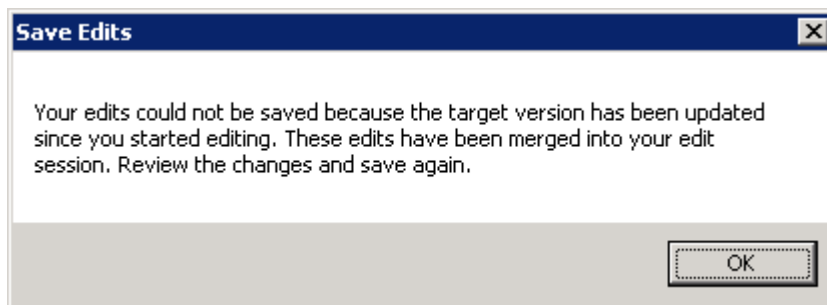 Save Edits
Your edits could not be saved because the target version has been updated
since you started editing. These edits have been merged into your edit
session. Review the changes and save again.
OK